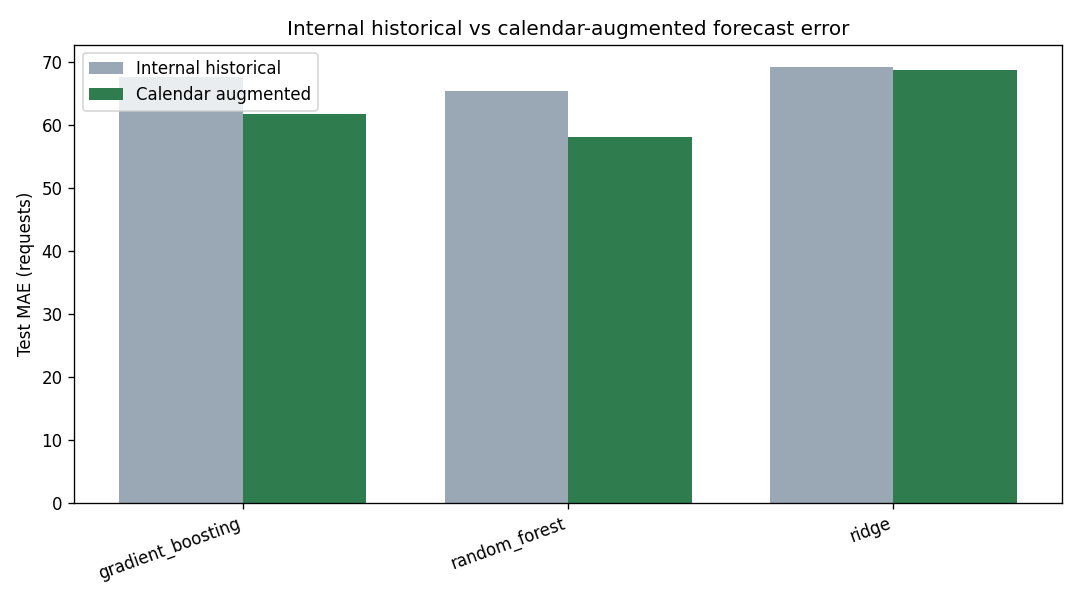 Internal historical vs calendar-augmented forecast error
Internal historical
Calendar augmented
Test MAE (requests)
70
60
50
40
30
20
10
0
gradient_boosting
random_forest
ridge